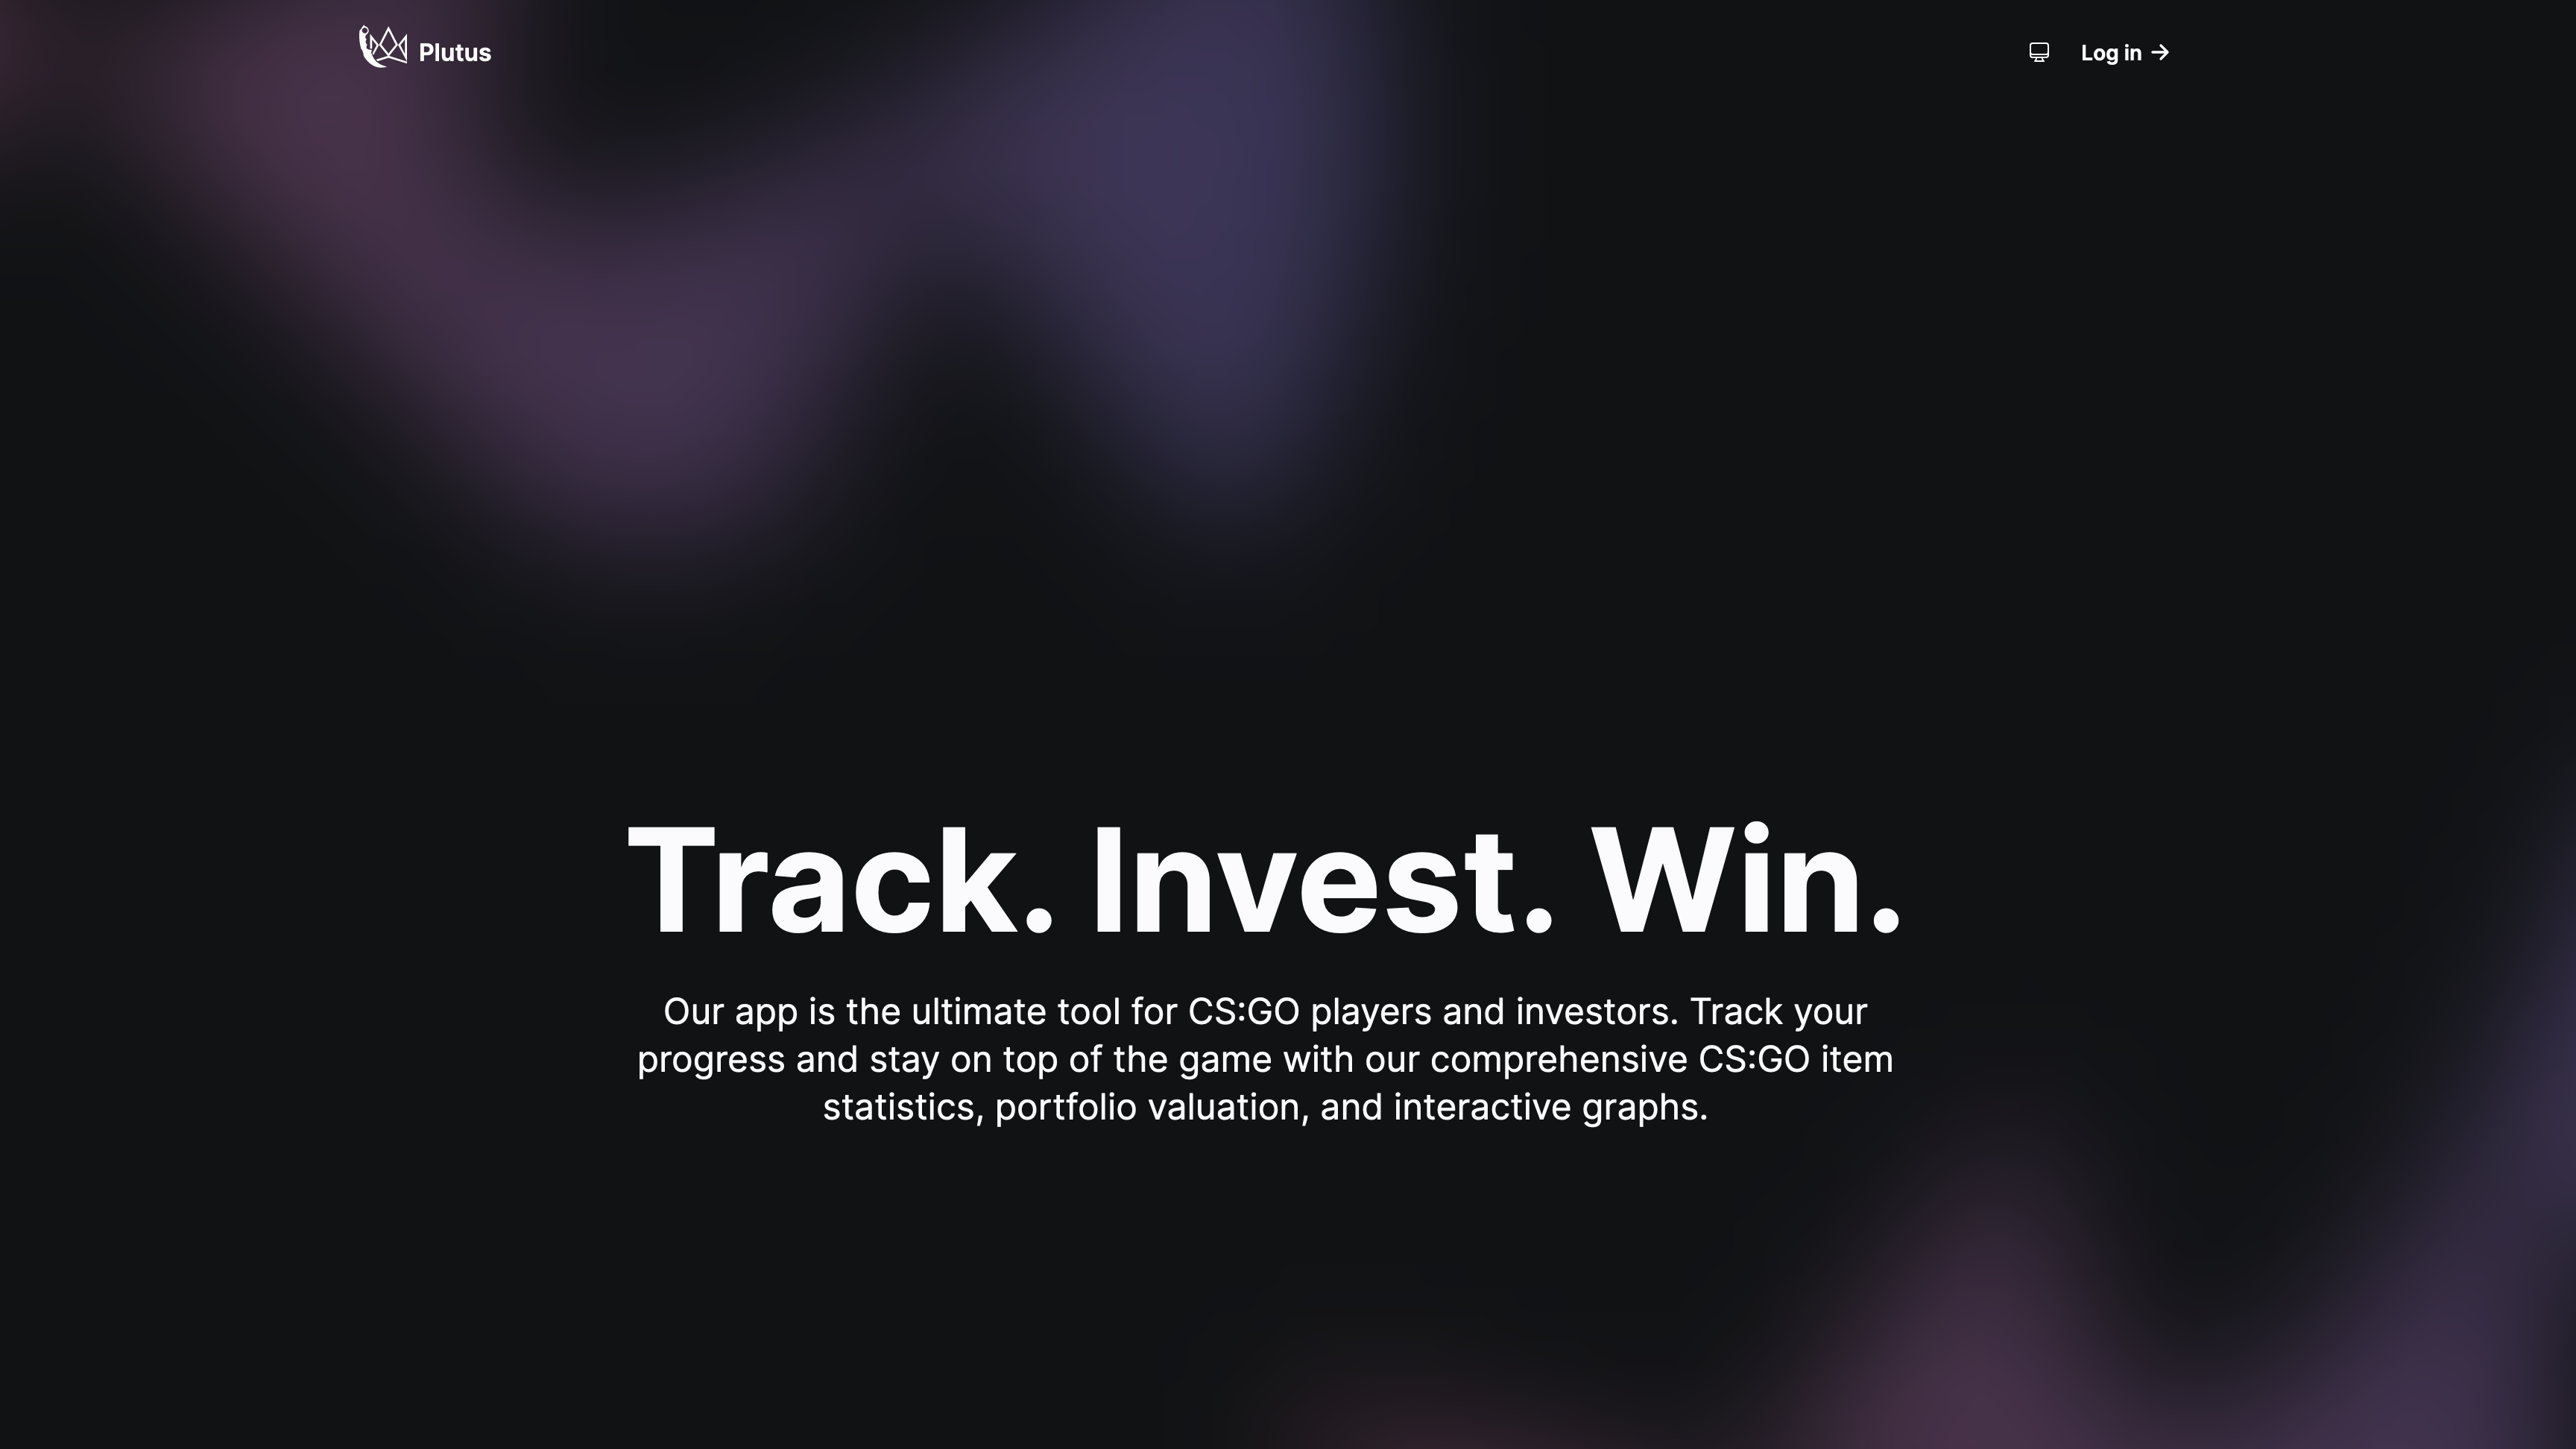 Plutus
Log in
Track. Invest. Win.
Our app is the ultimate tool for CS:GO players and investors. Track your
progress and stay on top of the game with our comprehensive CS:GO item
statistics, portfolio valuation, and interactive graphs.